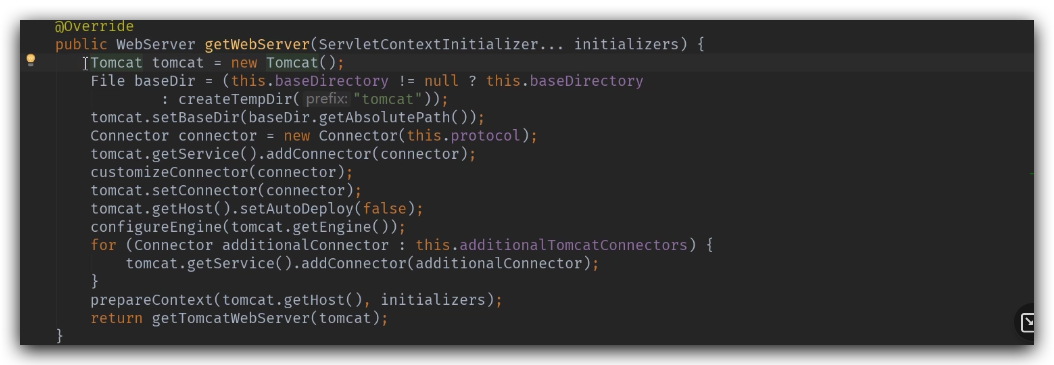 @Override
public WebServer getWebServer(ServletContextInitializer... initializers) {
Tomcat tomcat = new Tomcat();
File baseDir = (this.baseDirectory != null ? this.baseDirectory
: createTempDir( prefix: "tomcat"));
tomcat.setBaseDir(baseDir.getAbsolutePath());
Connector connector = new Connector(this.protocol);
tomcat.getService().addConnector(connector);
customizeConnector(connector);
tomcat.setConnector(connector);
tomcat.getHost().setAutoDeploy(false);
configureEngine(tomcat.getEngine());
for (Connector additionalConnector : this.additionalTomcatConnectors) {
tomcat.getService().addConnector(additionalConnector);
}
prepareContext(tomcat.getHost(), initializers);
return getTomcatWebServer(tomcat);
}